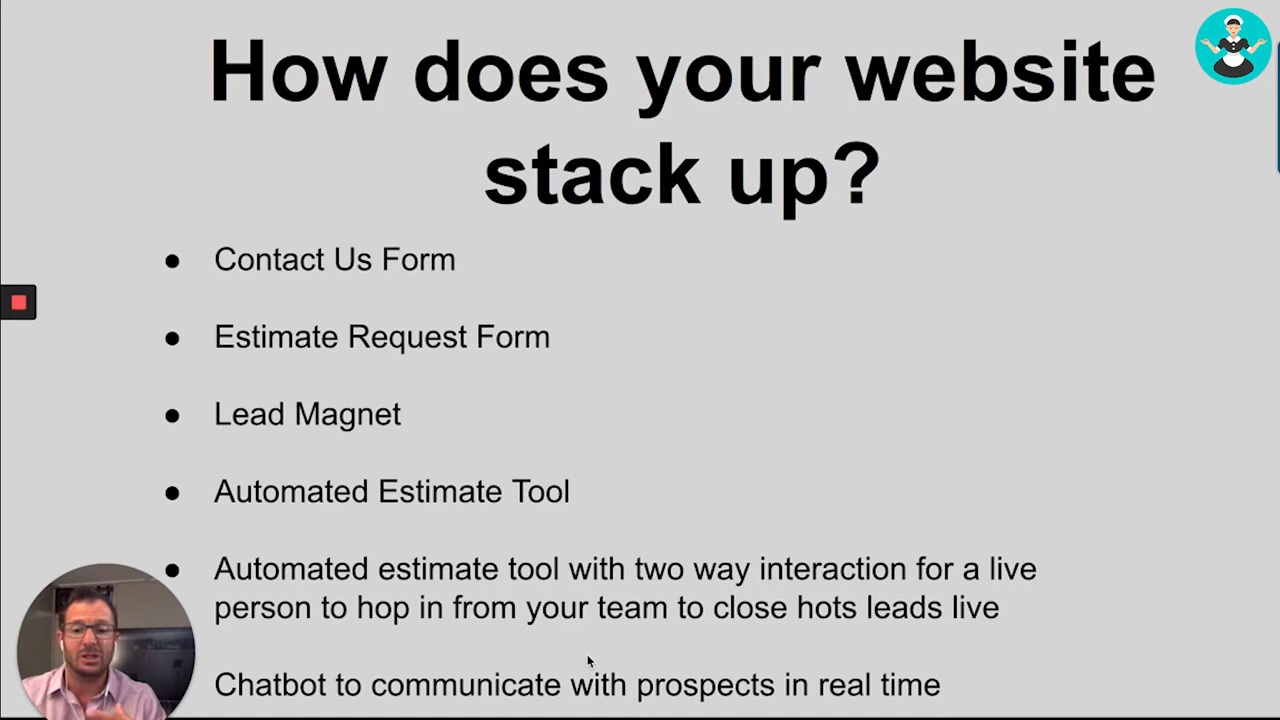 How does your website
stack up?
● Contact Us Form
● Estimate Request Form
● Lead Magnet
● Automated Estimate Tool
● Automated estimate tool with two way interaction for a live
person to hop in from your team to close hots leads live
Chatbot to communicate with prospects in real time